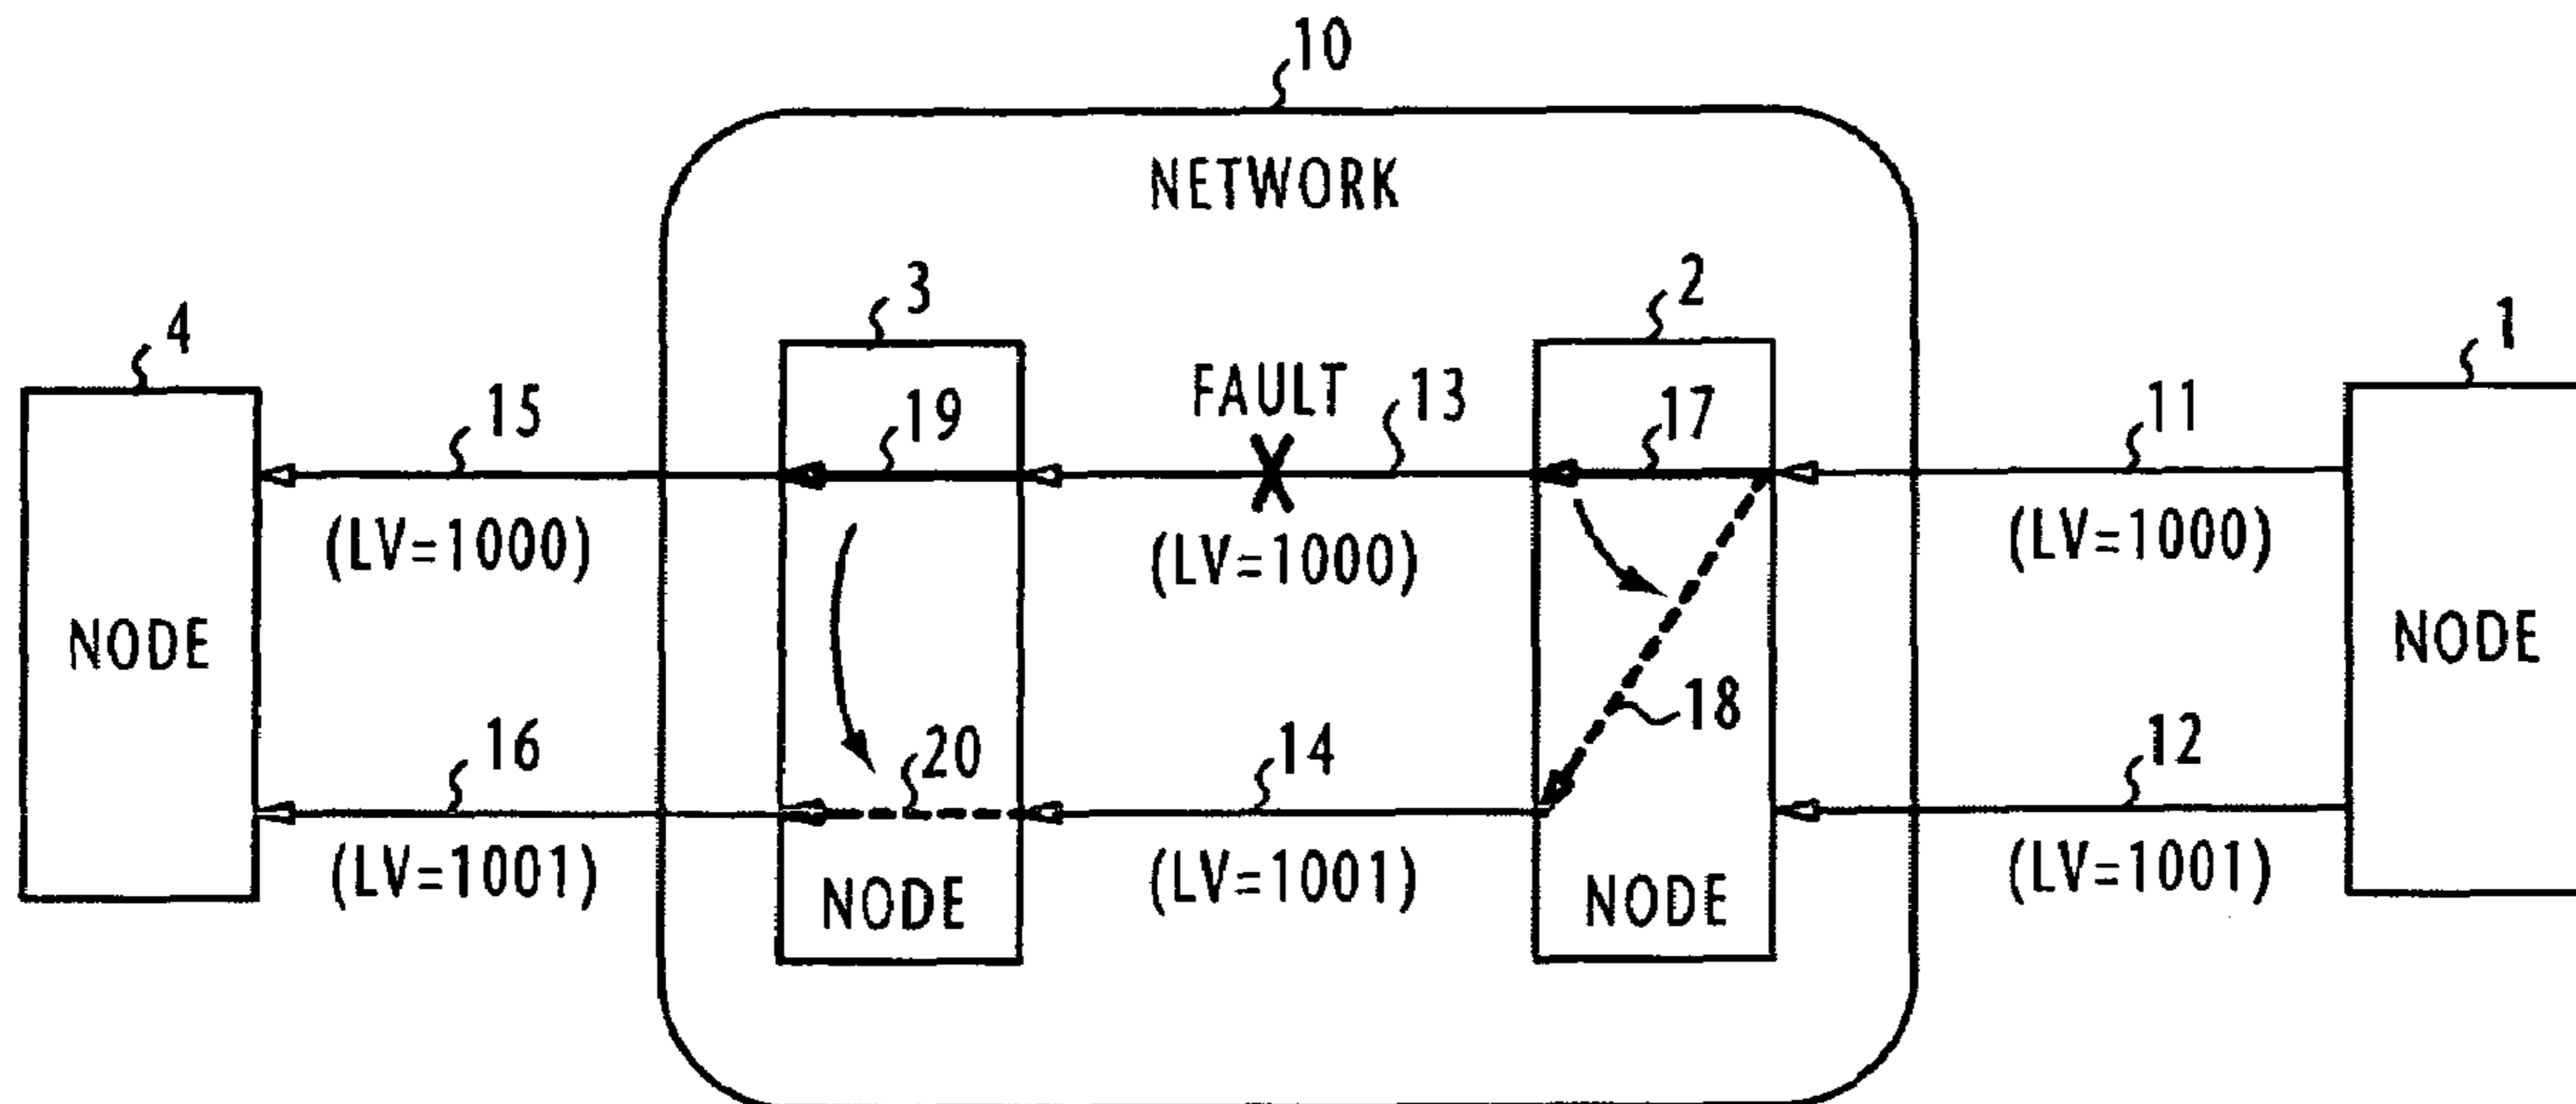 10
NETWORK
4
3
2
1
15
19
FAULT
13
17
11
(LV=1000)
(LV=1000)
(LV=1000)
NODE
NODE
16
20
14
18
12
(LV=1001)
NODE
(LV=1001)
NODE
(LV=1001)